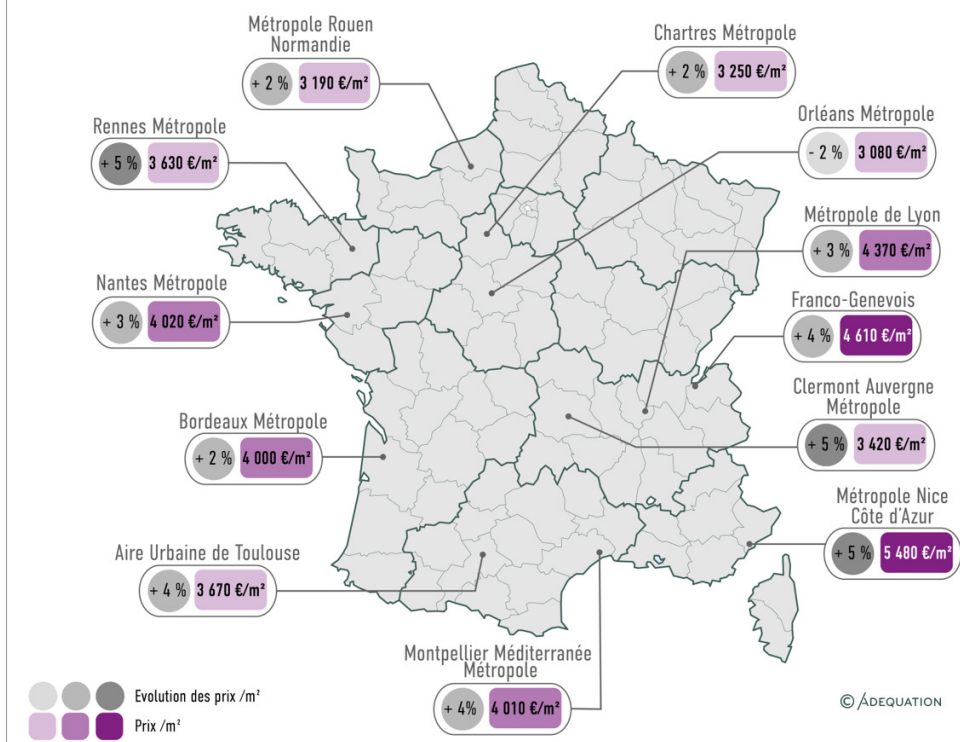 Métropole Rouen
Normandie
+ 2 % 3 190 €/m²
Chartres Métropole
+ 2 % 3 250 €/m²
Orléans Métropole
- 2 % 3 080 €/m²
Rennes Métropole
+ 5 % 3 630 €/m²
Métropole de Lyon
+ 3 % 4 370 €/m²
Nantes Métropole
+ 3 % 4 020 €/m²
Franco-Genevois
+ 4 % 4 610 €/m²
Clermont Auvergne
Métropole
+ 5 % 3 420 €/m²
Bordeaux Métropole
+ 2 % 4 000 €/m²
Métropole Nice
Côte d'Azur
+ 5 % 5 480 €/m²
Aire Urbaine de Toulouse
+ 4 % 3 670 €/m²
Montpellier Méditerranée
Métropole
+ 4% 4 010 €/m²
Evolution des prix /m²
Prix /m²
© ADEQUATION